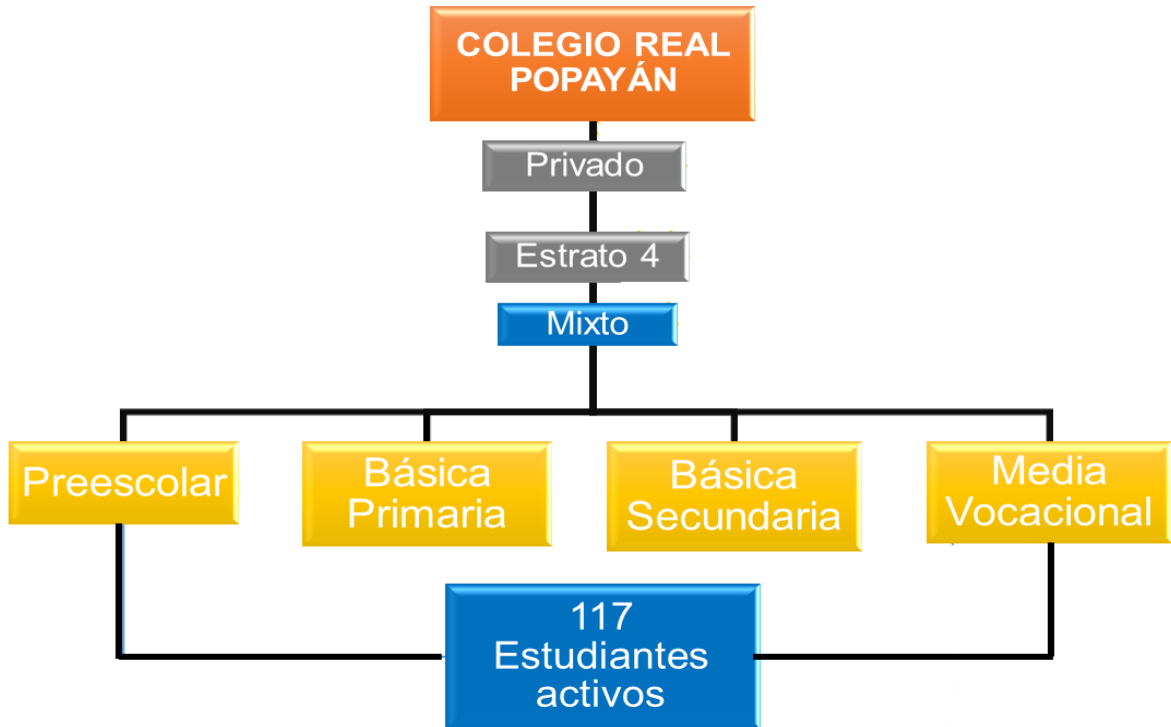 COLEGIO REAL
POPAYÁN
Privado
Estrato 4
Mixto
Preescolar
Básica
Primaria
Básica
Secundaria
Media
Vocacional
117
Estudiantes
activos